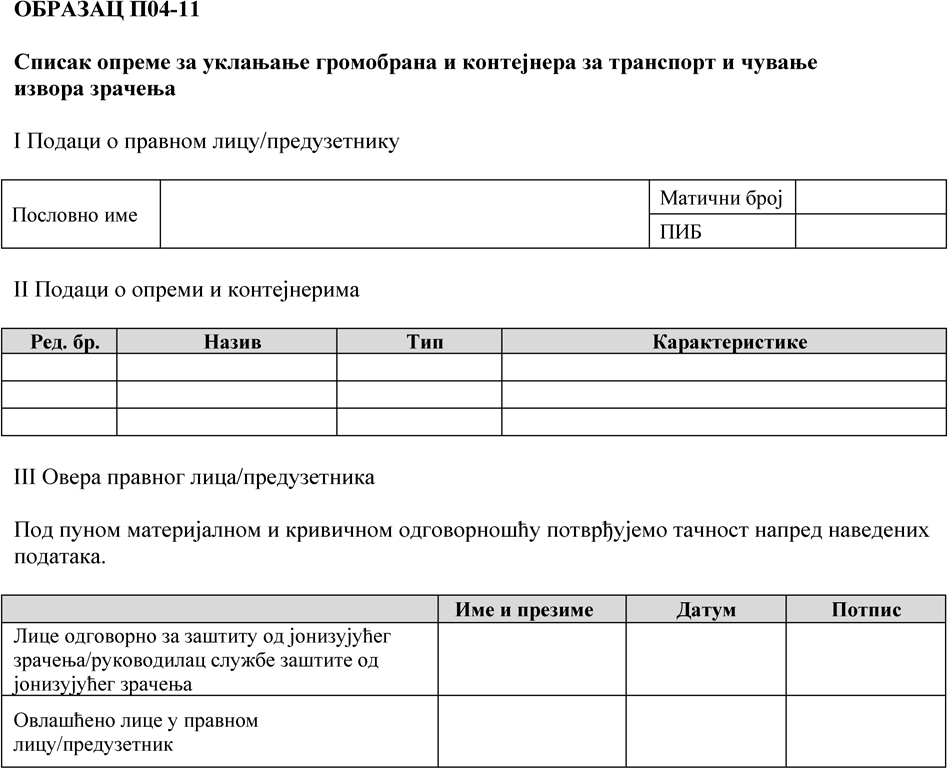 ОБРАЗАЦ П04-11
Списак опреме за уклањање громобрана и контејнера за транспорт и чување
извора зрачења
I Подаци о правном лицу/предузетнику
Пословно име
Матични број
ПИБ
II Подаци о опреми и контејнерима
Ред. бр. Назив Тип Карактеристике
III Овера правног лица/предузетника
Под пуном материјалном и кривичном одговорношћу потврђујемо тачност напред наведених
података.
Име и презиме Датум Потпис
Лице одговорно за заштиту од јонизујућег
зрачења/руководилац службе заштите од
јонизујућег зрачења
Овлашћено лице у правном
лицу/предузетник